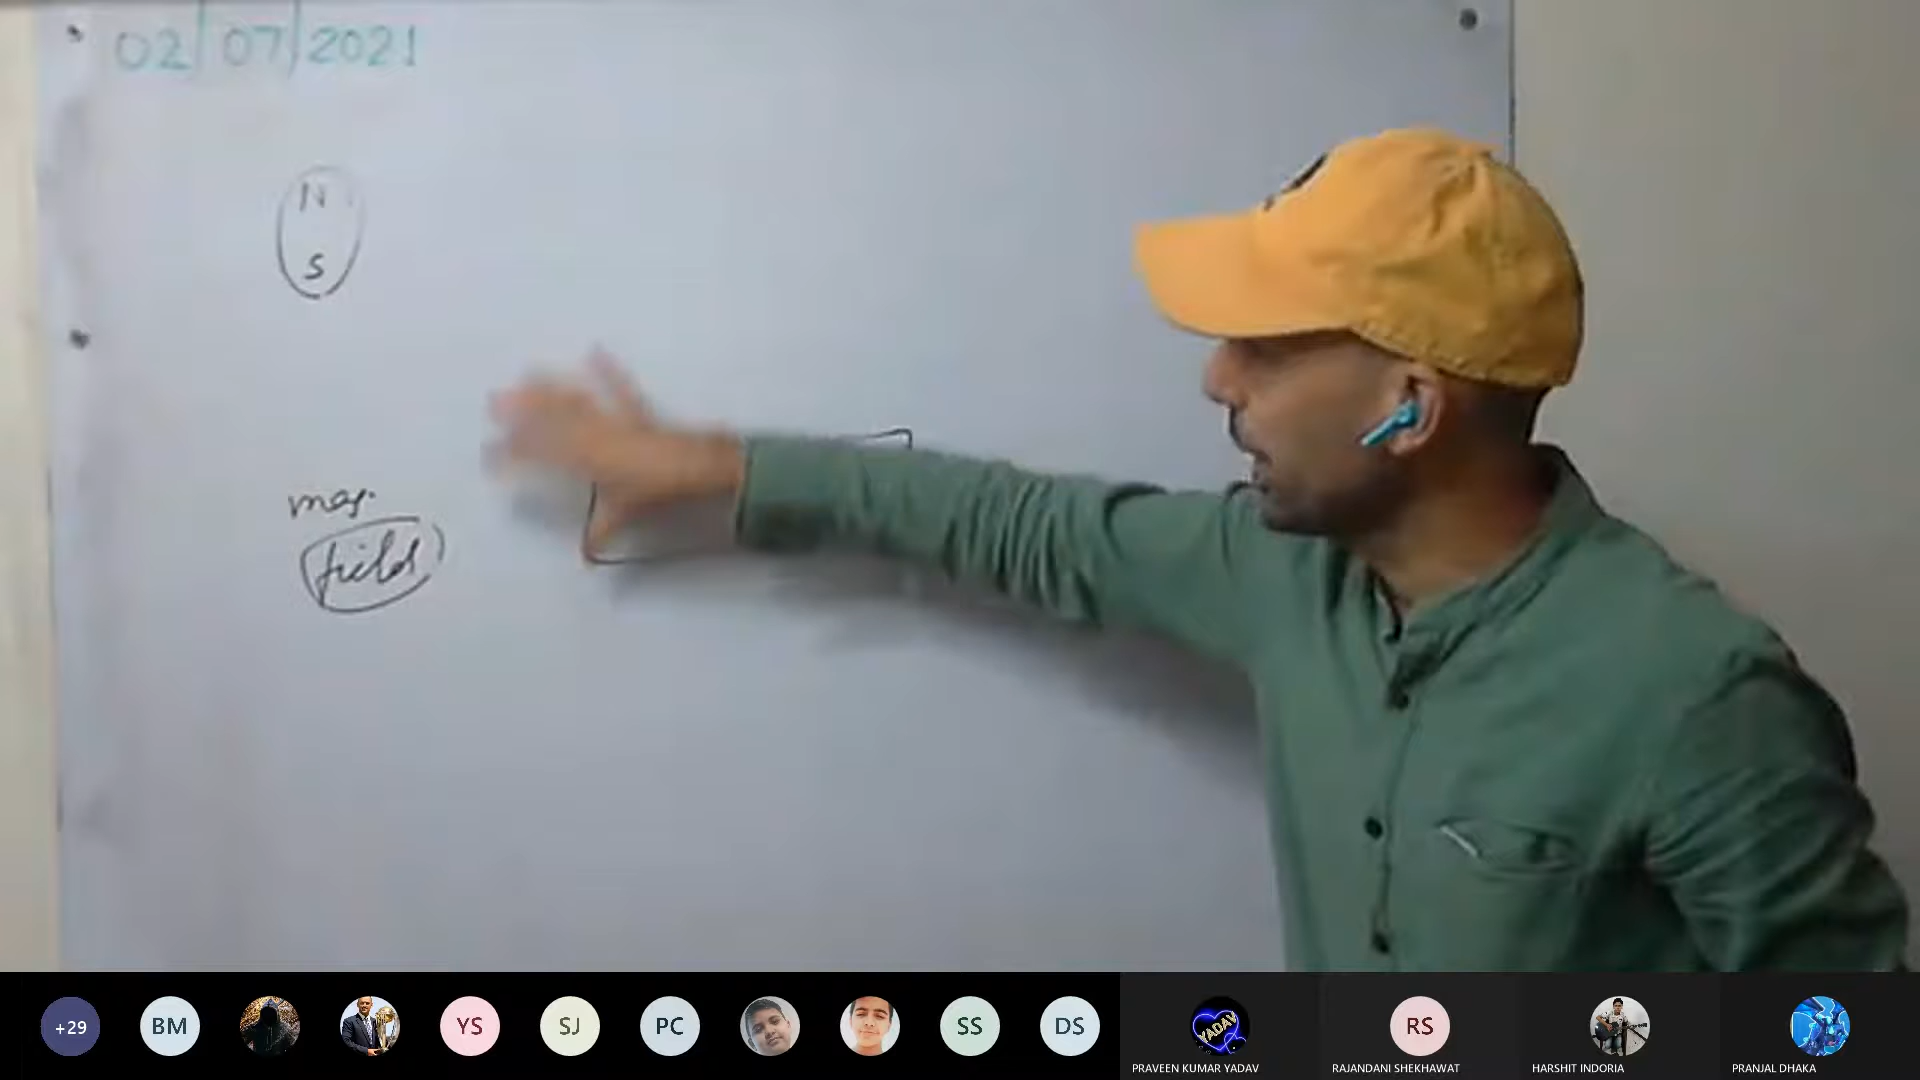 02/07/2021
N
S
mag.
field
+29
BM
YS
SJ
PC
SS
DS
YADAV
RS
PRAVEEN KUMAR YADAV
RAJANDANI SHEKHAWAT
HARSHIT INDORIA
PRANJAL DHAKA